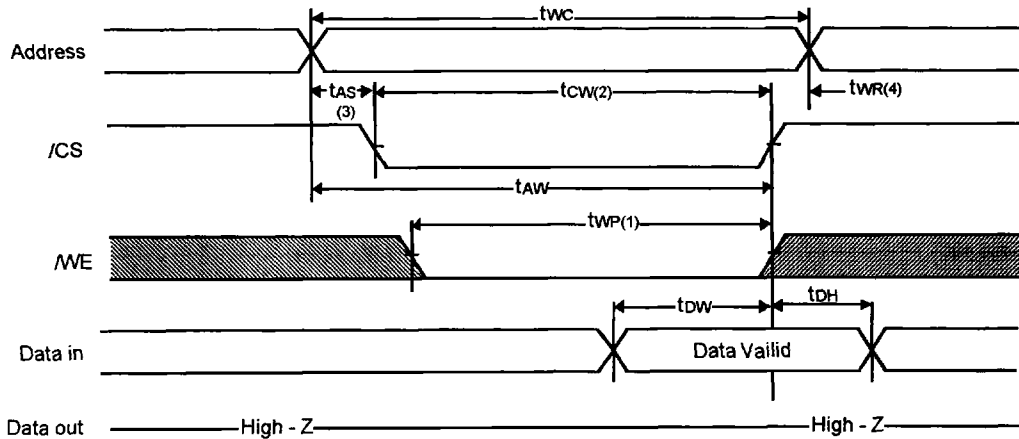 tWC
Address
tAS
(3)
tCW(2)
tWR(4)
/CS
tAW
tWP(1)
/WE
tDW
tDH
Data in
Data Vailid
Data out
High - Z
High - Z